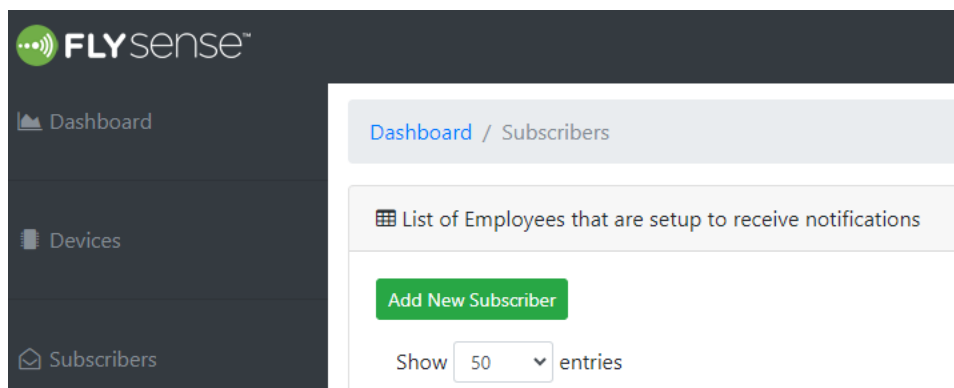 FLYsense™
Dashboard
Dashboard / Subscribers
List of Employees that are setup to receive notifications
Devices
Add New Subscriber
Subscribers
Show 50 entries